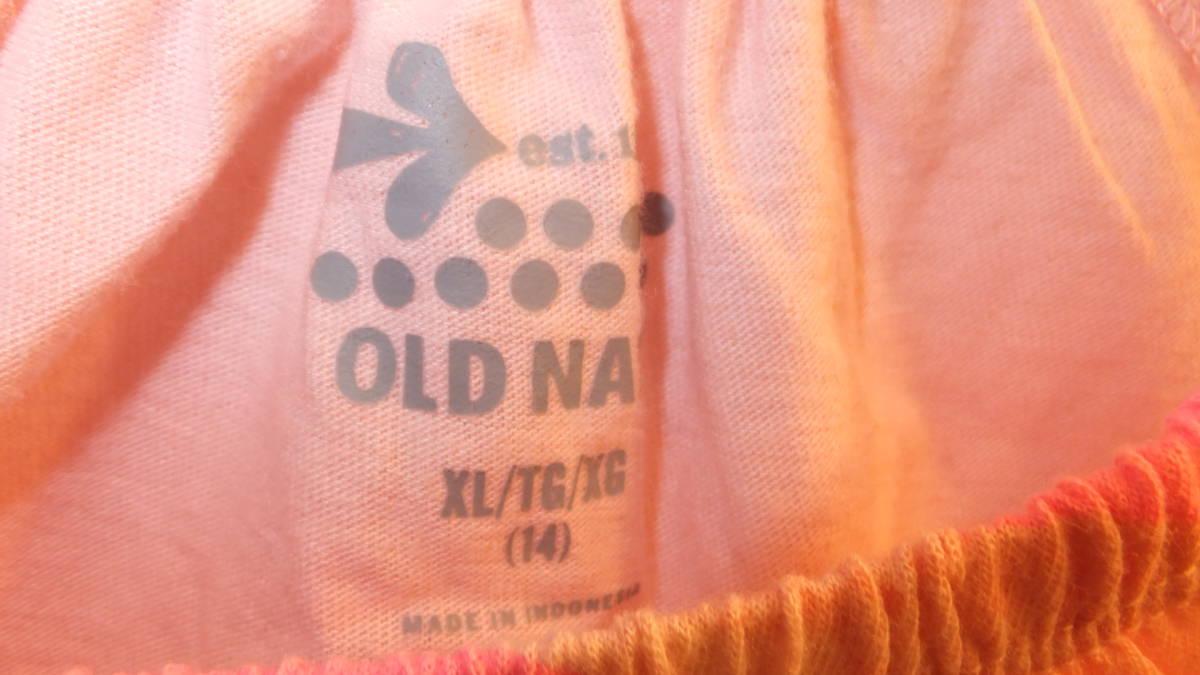 est. 1
OLD NA
XL/TG/XG
(14)
MADE IN INDONESIA